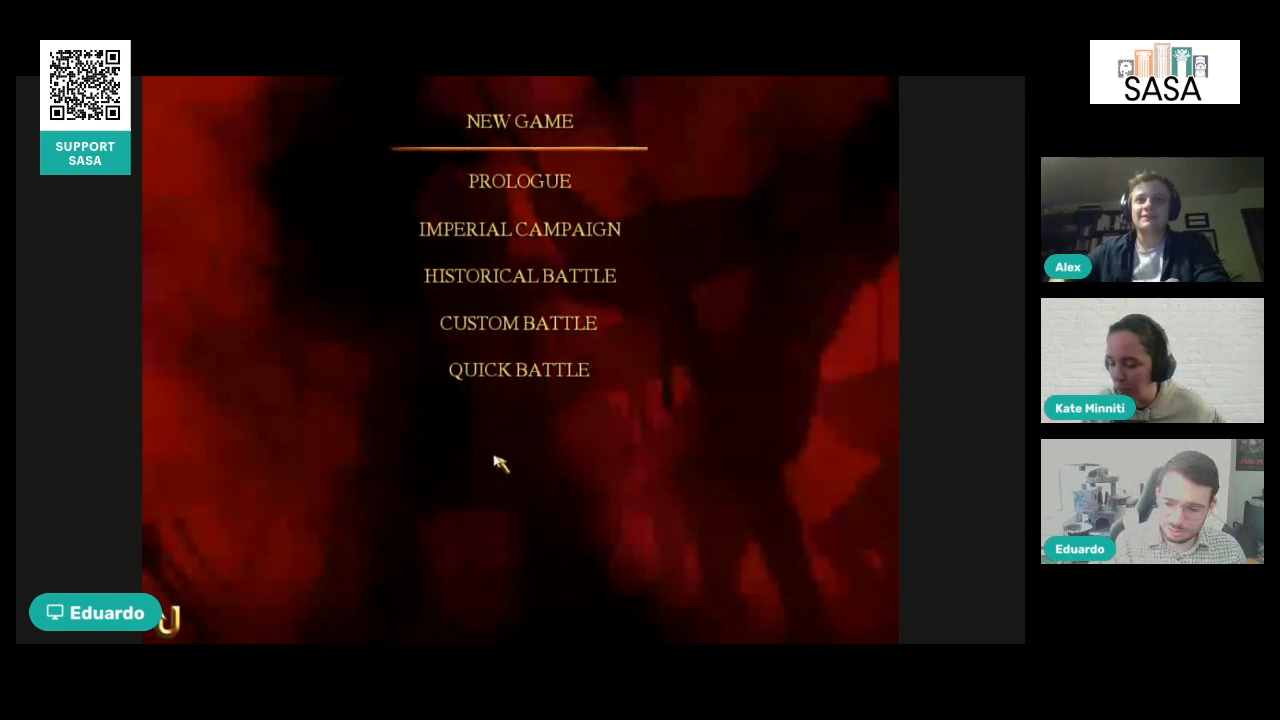 SUPPORT
SASA
NEW GAME
PROLOGUE
IMPERIAL CAMPAIGN
HISTORICAL BATTLE
CUSTOM BATTLE
QUICK BATTLE
Eduardo
SASA
Alex
Kate Minniti
Eduardo